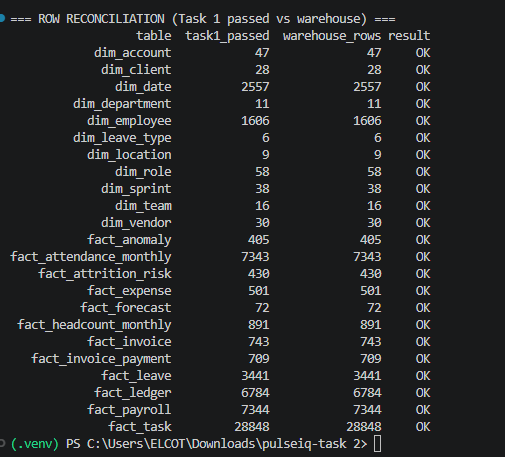 === ROW RECONCILIATION (Task 1 passed vs warehouse) ===
table task1_passed warehouse_rows result
dim_account 47 47 OK
dim_client 28 28 OK
dim_date 2557 2557 OK
dim_department 11 11 OK
dim_employee 1606 1606 OK
dim_leave_type 6 6 OK
dim_location 9 9 OK
dim_role 58 58 OK
dim_sprint 38 38 OK
dim_team 16 16 OK
dim_vendor 30 30 OK
fact_anomaly 405 405 OK
fact_attendance_monthly 7343 7343 OK
fact_attrition_risk 430 430 OK
fact_expense 501 501 OK
fact_forecast 72 72 OK
fact_headcount_monthly 891 891 OK
fact_invoice 743 743 OK
fact_invoice_payment 709 709 OK
fact_leave 3441 3441 OK
fact_ledger 6784 6784 OK
fact_payroll 7344 7344 OK
fact_task 28848 28848 OK
(.venv) PS C:\Users\ELCOT\Downloads\pulseiq-task 2>